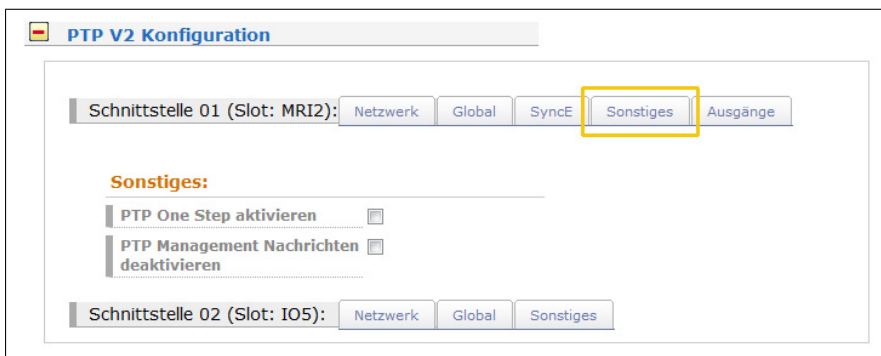 PTP V2 Konfiguration
Schnittstelle 01 (Slot: MRI2): Netzwerk Global SyncE Sonstiges Ausgänge
Sonstiges:
PTP One Step aktivieren
PTP Management Nachrichten
deaktivieren
Schnittstelle 02 (Slot: IO5): Netzwerk Global Sonstiges